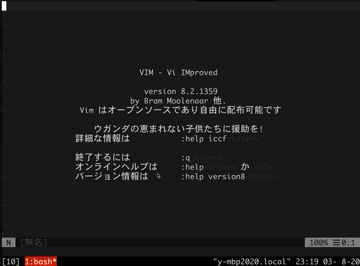 VIM - Vi IMproved
version 8.2.1359
by Bram Moolenaar 他.
Vim はオープンソースであり自由に配布可能です
ウガンダの恵まれない子供たちに援助を!
詳細な情報は :help iccf<Enter>
終了するには :q<Enter>
オンラインヘルプは :help<Enter> か <F1>
バージョン情報は :help version8<Enter>
N [無名] 100% ☰0:1
[10] 1:bash* "y-mbp2020.local" 23:19 03- 8-20